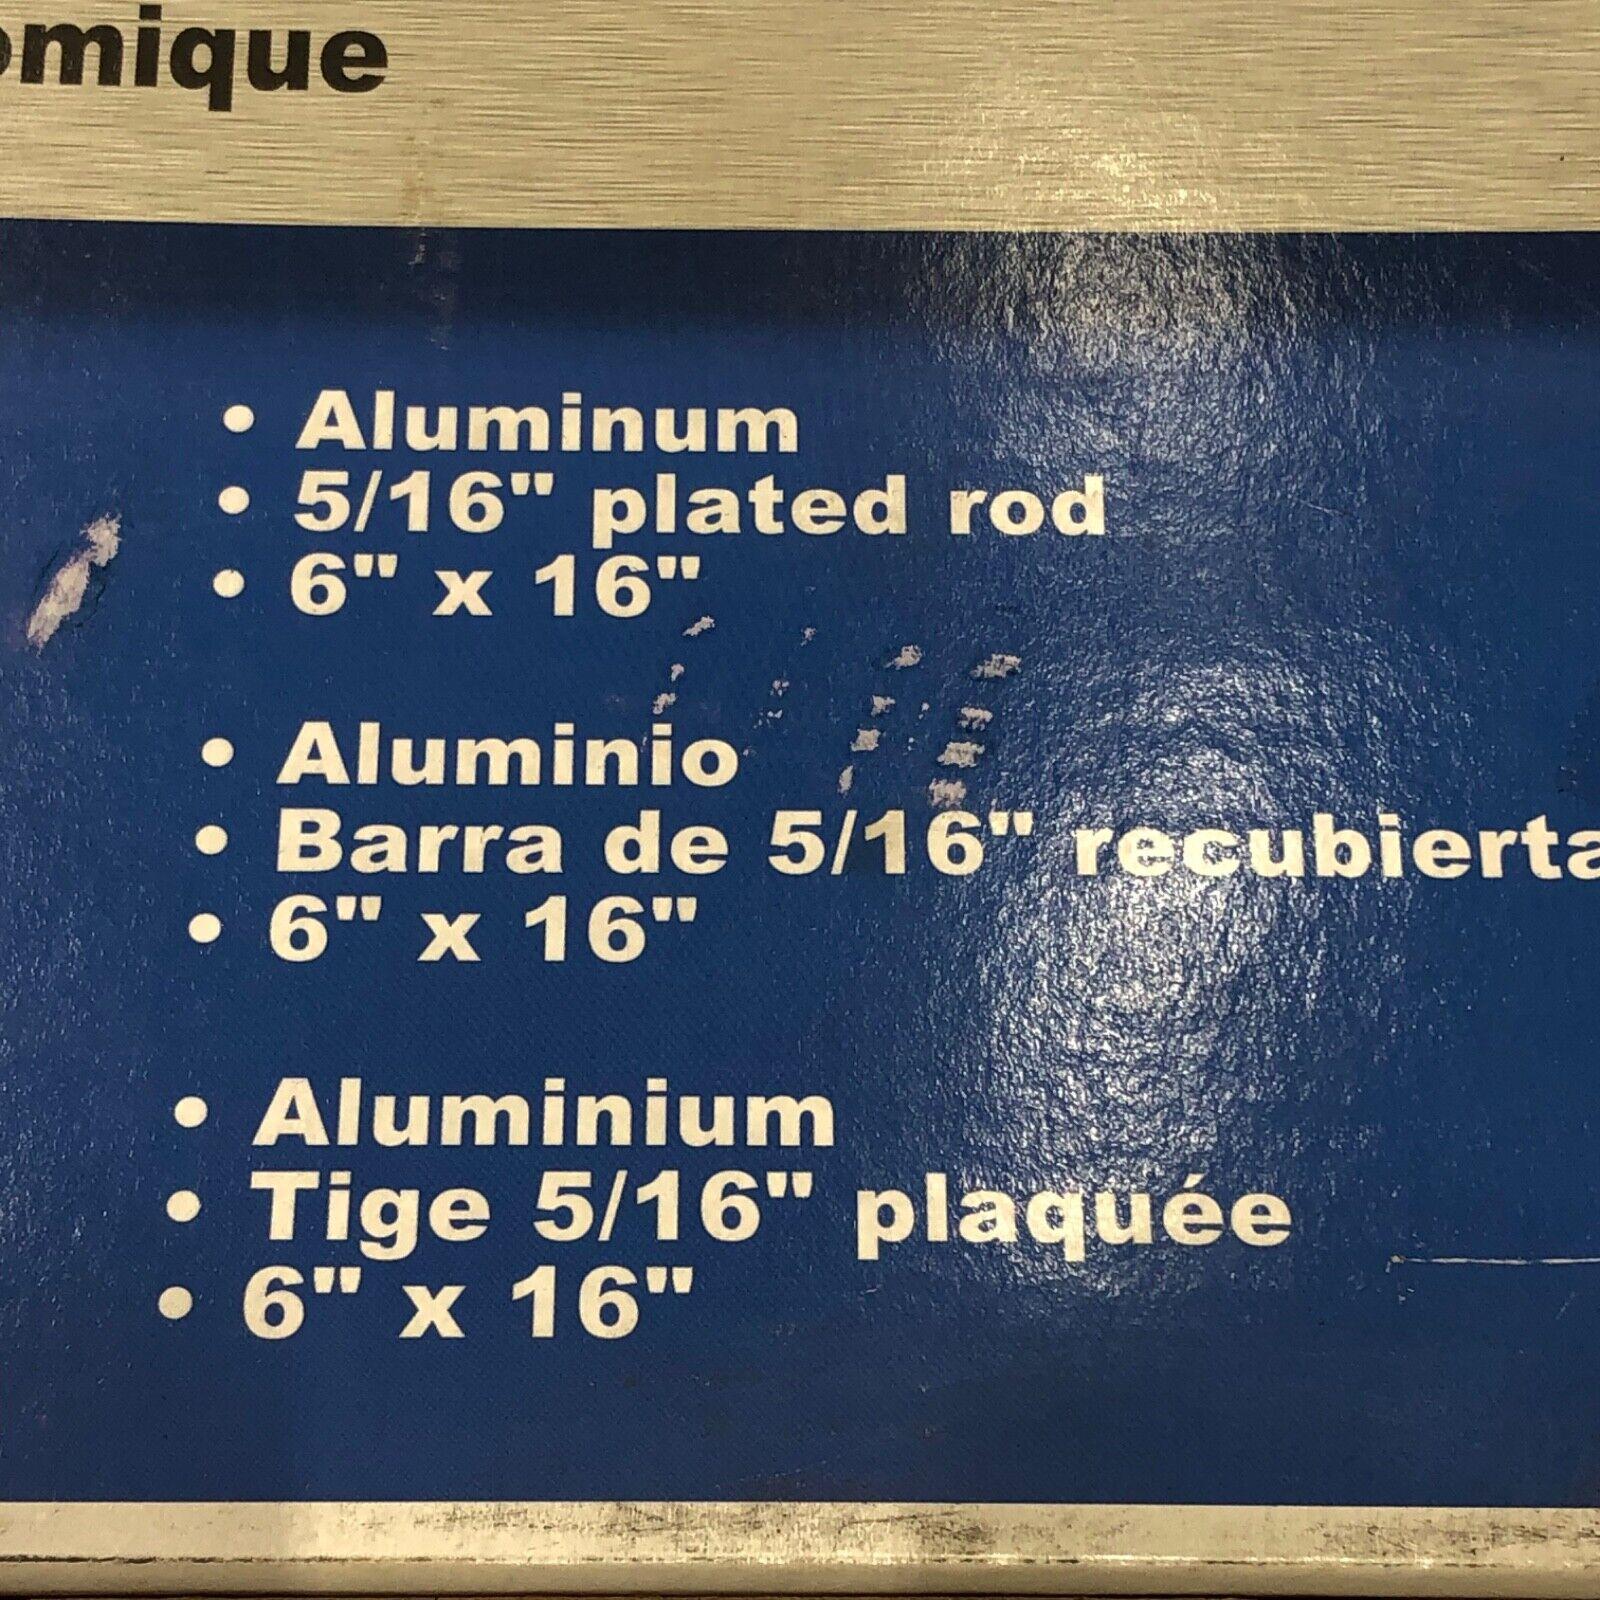 omique
• Aluminum
• 5/16" plated rod
• 6" x 16"
• Aluminio
• Barra de 5/16" recubierta
• 6" x 16"
• Aluminium
• Tige 5/16" plaquée
• 6" x 16"